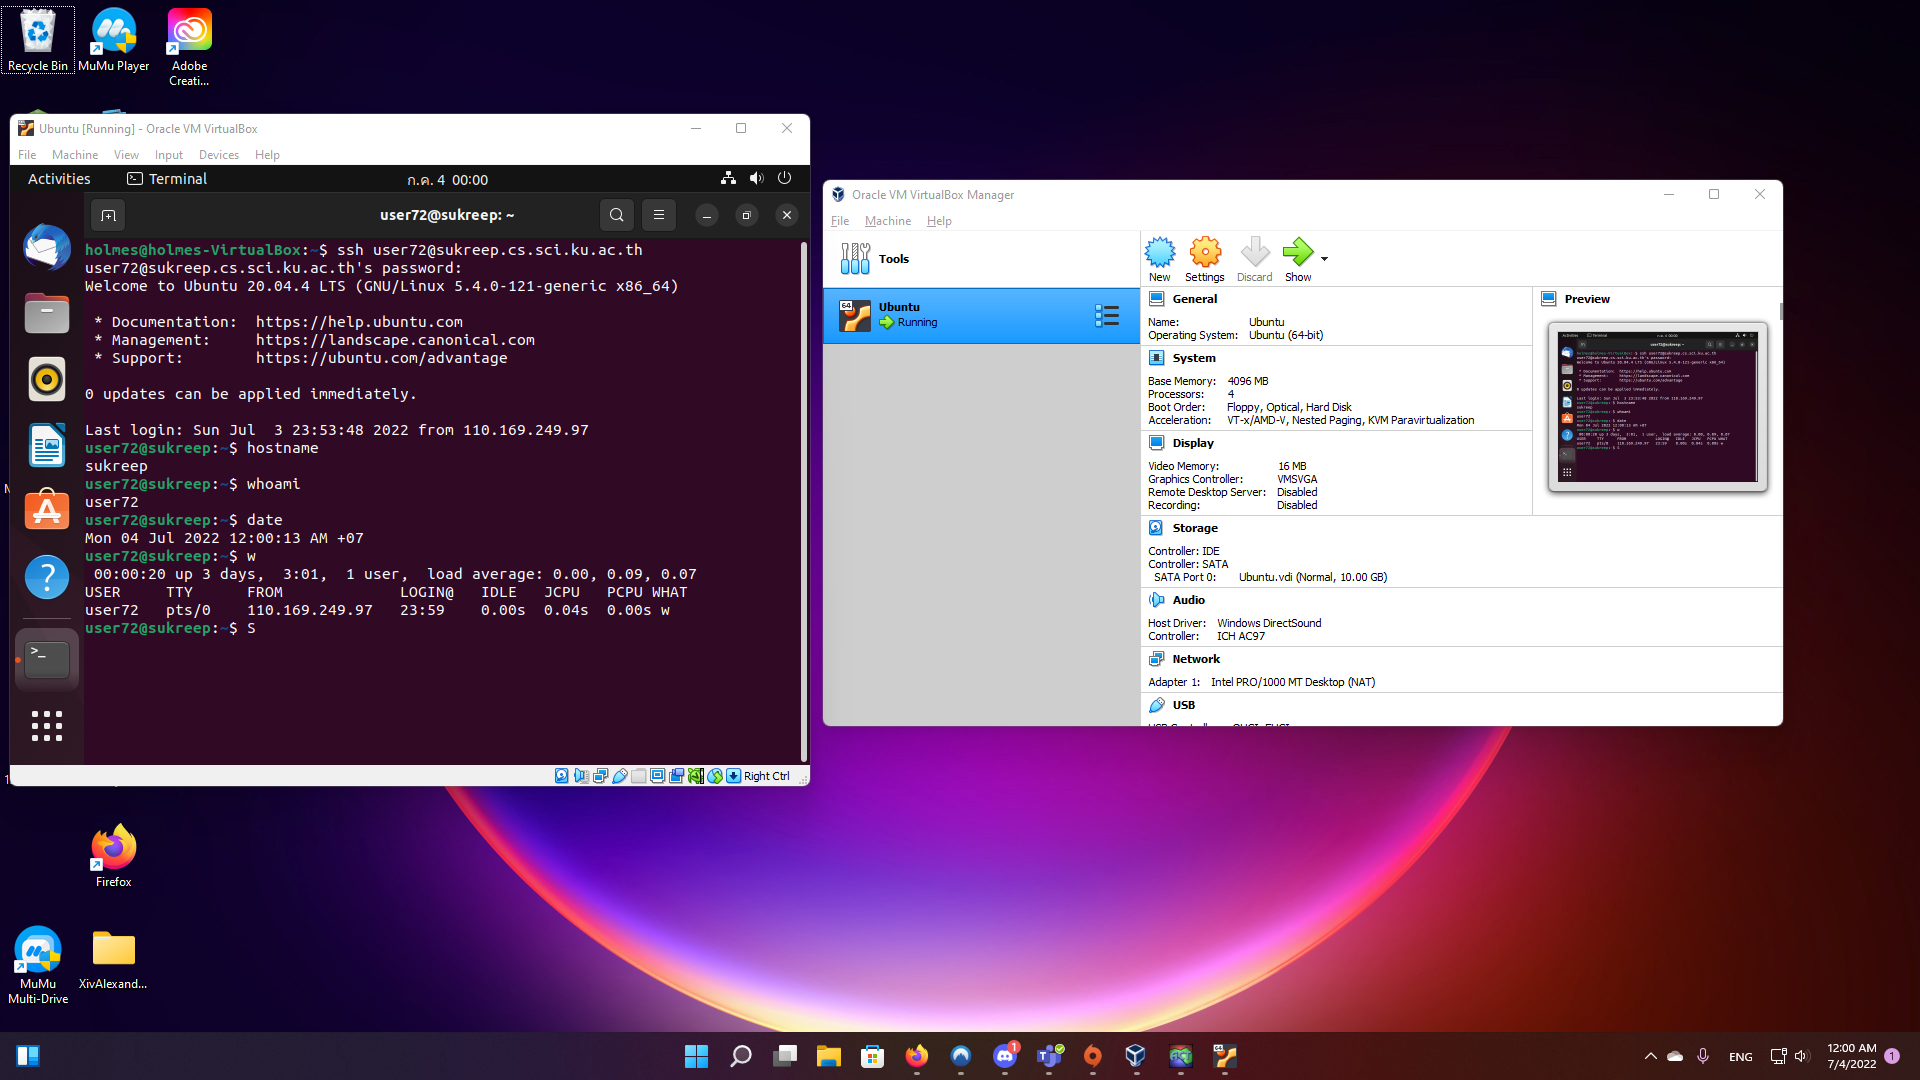 Recycle Bin
MuMu Player
Adobe
Creati...
Ubuntu [Running] - Oracle VM VirtualBox
File Machine View Input Devices Help
Activities
Terminal
ก.ค. 4 00:00
user72@sukreep: ~
holmes@holmes-VirtualBox:~$ ssh user72@sukreep.cs.sci.ku.ac.th
user72@sukreep.cs.sci.ku.ac.th's password:
Welcome to Ubuntu 20.04.4 LTS (GNU/Linux 5.4.0-121-generic x86_64)
* Documentation: https://help.ubuntu.com
* Management: https://landscape.canonical.com
* Support: https://ubuntu.com/advantage
0 updates can be applied immediately.
Last login: Sun Jul 3 23:53:48 2022 from 110.169.249.97
user72@sukreep:~$ hostname
sukreep
user72@sukreep:~$ whoami
user72
user72@sukreep:~$ date
Mon 04 Jul 2022 12:00:13 AM +07
user72@sukreep:~$ w
00:00:20 up 3 days, 3:01, 1 user, load average: 0.00, 0.09, 0.07
USER TTY FROM LOGIN@ IDLE JCPU PCPU WHAT
user72 pts/0 110.169.249.97 23:59 0.00s 0.04s 0.00s w
user72@sukreep:~$ S
Right Ctrl
Oracle VM VirtualBox Manager
File Machine Help
Tools
New
Settings
Discard
Show
64
Ubuntu
Running
General
Name: Ubuntu
Operating System: Ubuntu (64-bit)
System
Base Memory: 4096 MB
Processors: 4
Boot Order: Floppy, Optical, Hard Disk
Acceleration: VT-x/AMD-V, Nested Paging, KVM Paravirtualization
Display
Video Memory: 16 MB
Graphics Controller: VMSVGA
Remote Desktop Server: Disabled
Recording: Disabled
Storage
Controller: IDE
Controller: SATA
SATA Port 0: Ubuntu.vdi (Normal, 10.00 GB)
Audio
Host Driver: Windows DirectSound
Controller: ICH AC97
Network
Adapter 1: Intel PRO/1000 MT Desktop (NAT)
USB
Preview
Firefox
MuMu
Multi-Drive
XivAlexand...
1
ENG
12:00 AM
7/4/2022
1